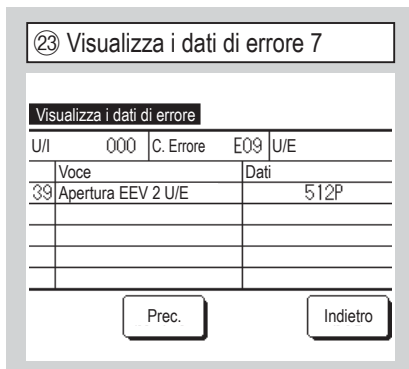 ㉓ Visualizza i dati di errore 7
Visualizza i dati di errore
U/I 000 C. Errore E09 U/E
Voce Dati
39 Apertura EEV 2 U/E 512P
Prec. Indietro